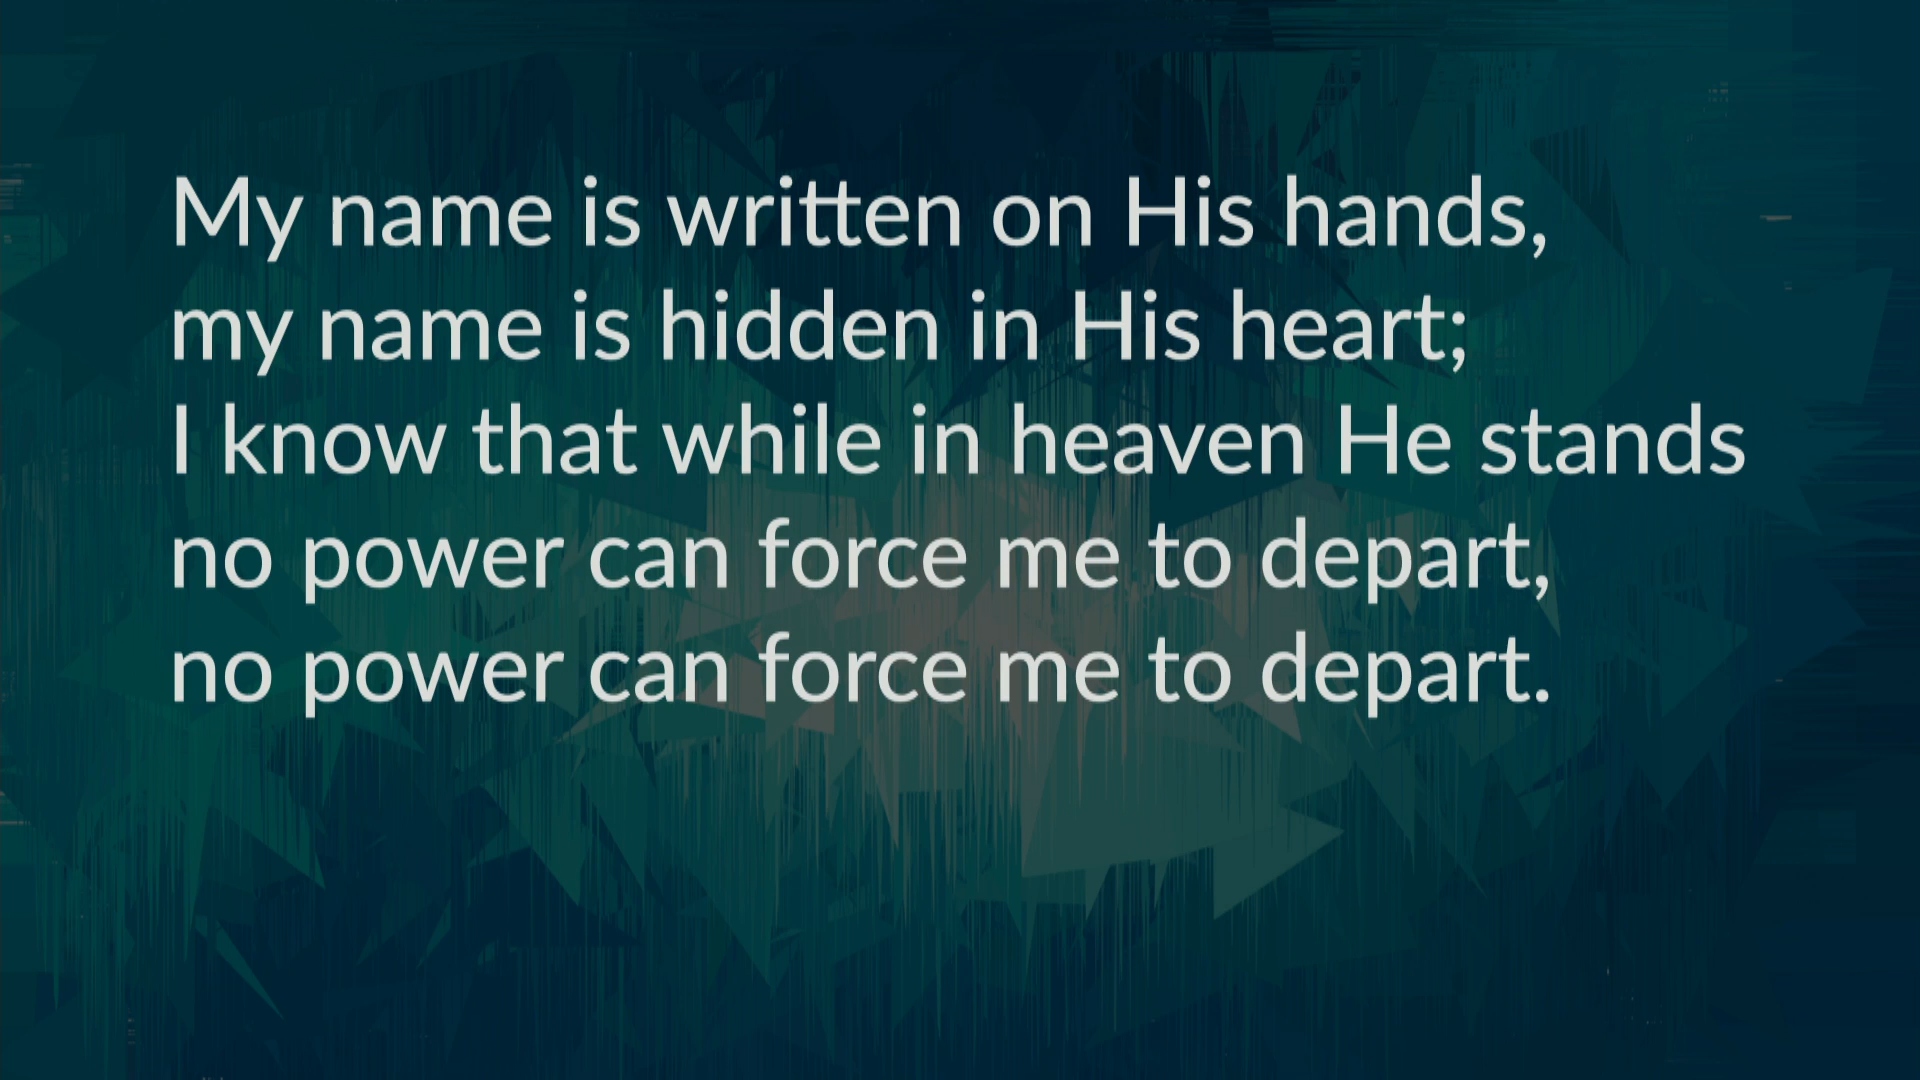 My name is written on His hands,
my name is hidden in His heart;
I know that while in heaven He stands
no power can force me to depart,
no power can force me to depart.